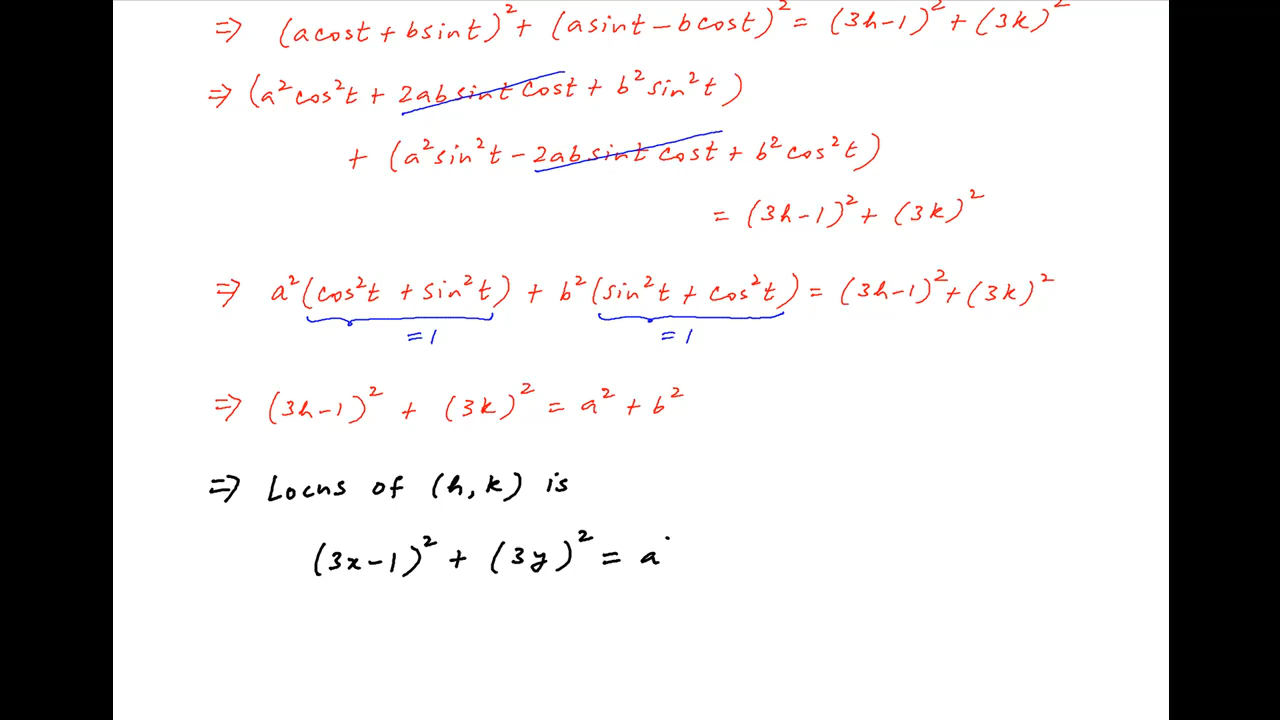 ⇒ (acost + bsint)² + (asint − bcost)² = (3h−1)² + (3k)²
⇒ (a²cos²t + 2absint cost + b²sin²t)
+ (a²sin²t − 2absint cost + b²cos²t)
= (3h−1)² + (3k)²
⇒ a²(cos²t + sin²t) + b²(sin²t + cos²t) = (3h−1)² + (3k)²
=1 =1
⇒ (3h−1)² + (3k)² = a² + b²
⇒ Locus of (h, k) is
(3x−1)² + (3y)² = a